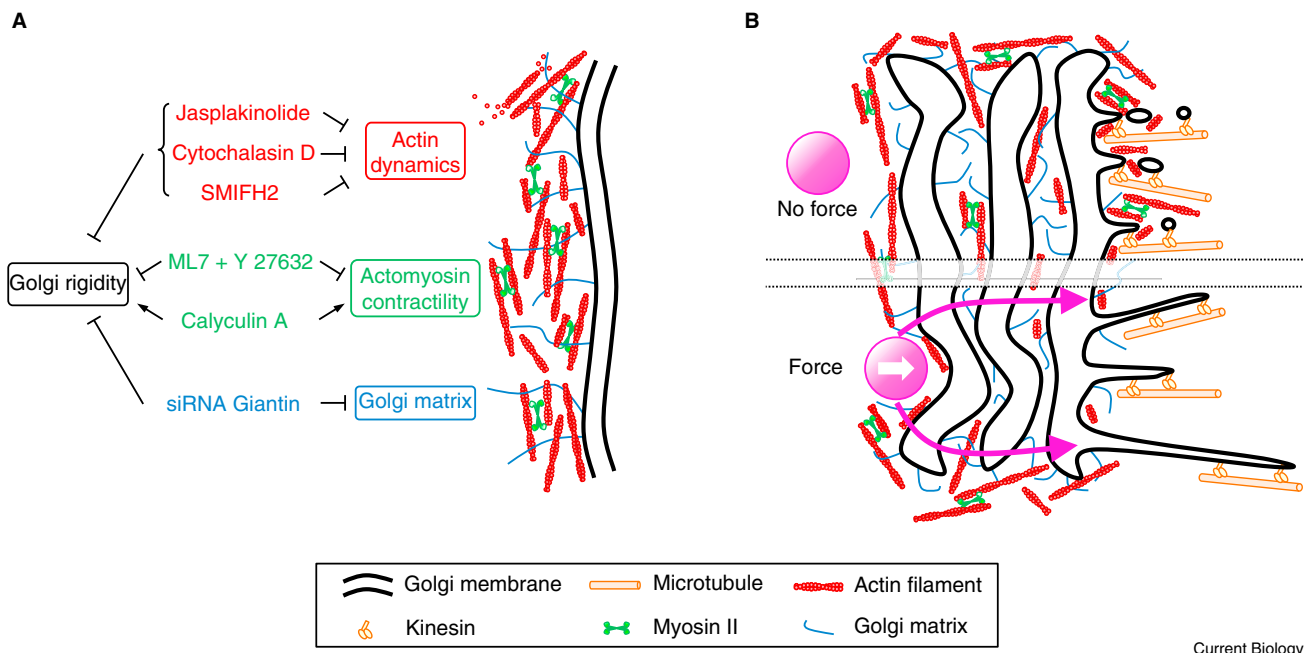 A
B
Jasplakinolide
Cytochalasin D
SMIFH2
Actin
dynamics
No force
Golgi rigidity
ML7 + Y 27632
Calyculin A
Actomyosin
contractility
Force
siRNA Giantin
Golgi matrix
Golgi membrane
Microtubule
Actin filament
Kinesin
Myosin II
Golgi matrix
Current Biology